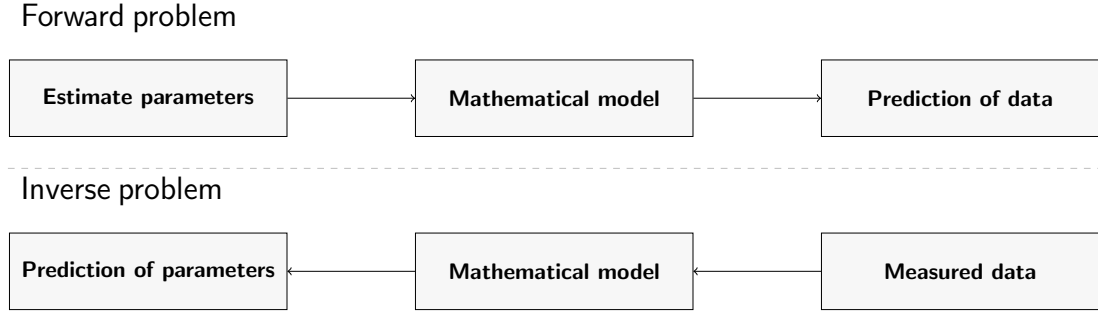 Forward problem
Estimate parameters
Mathematical model
Prediction of data
Inverse problem
Prediction of parameters
Mathematical model
Measured data